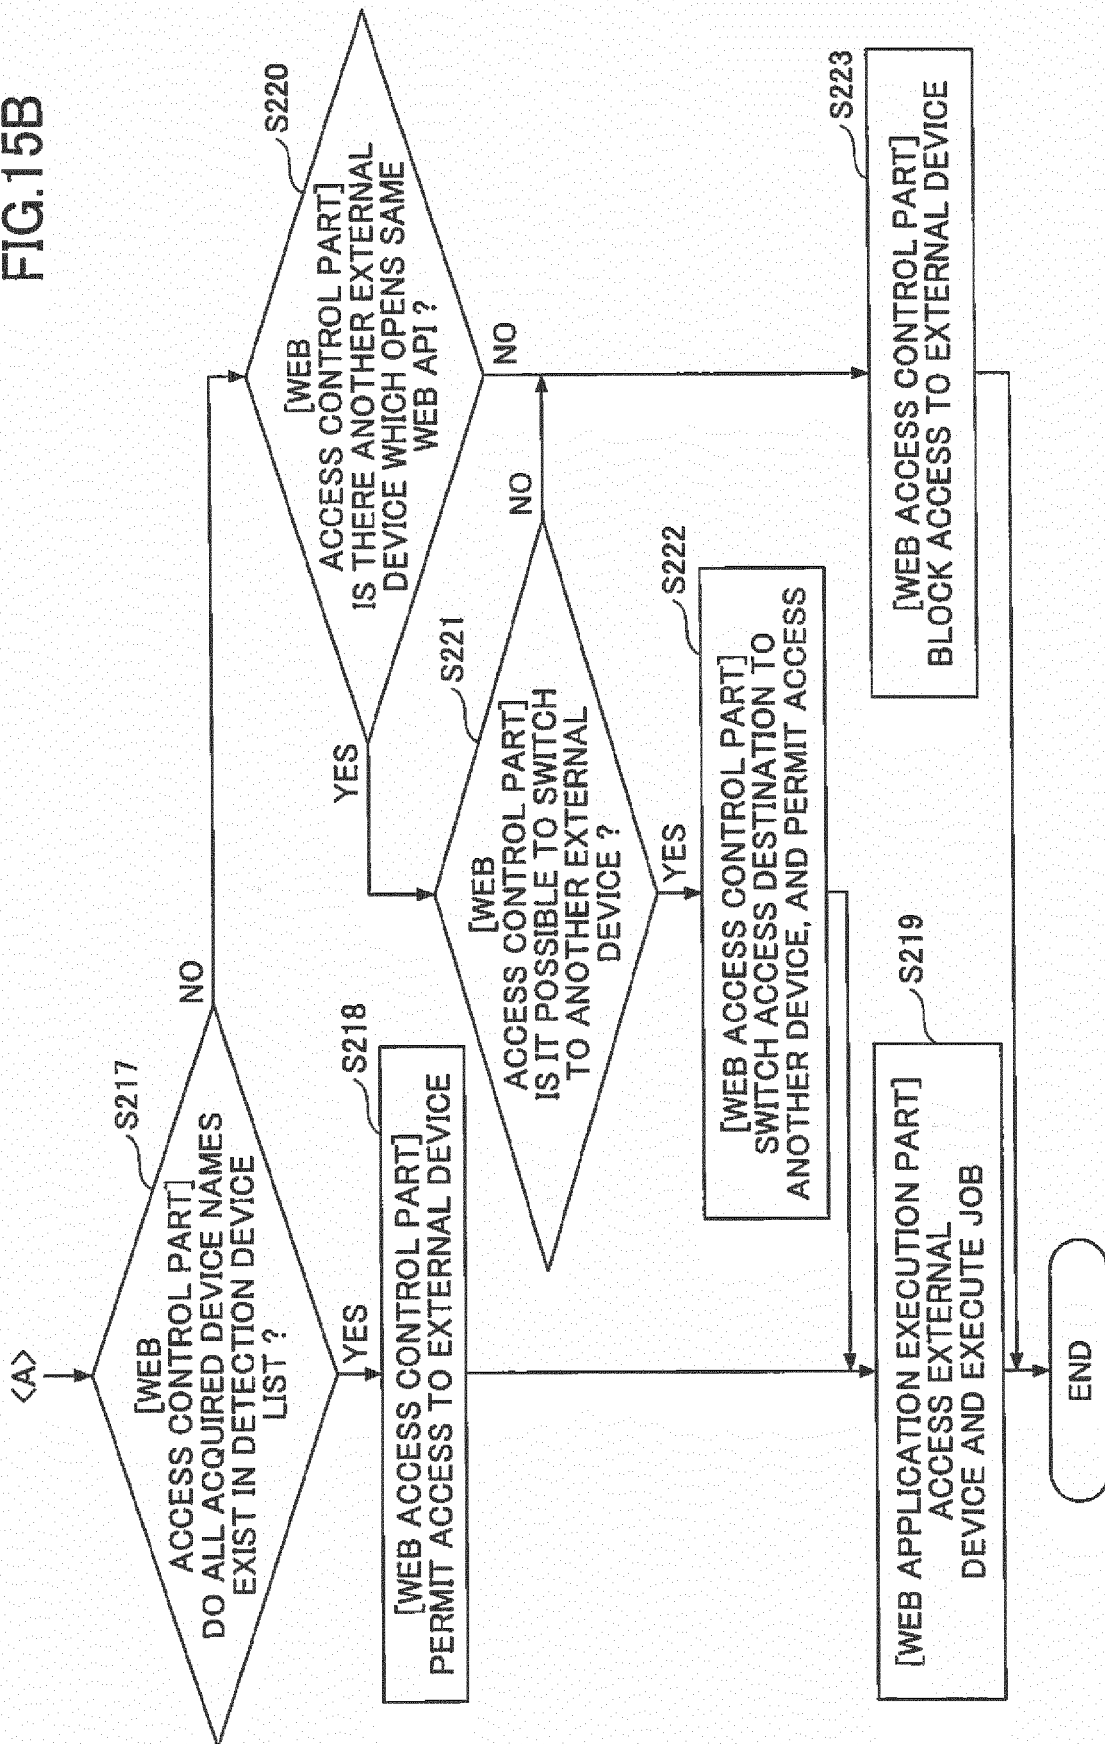 FIG.15B
<A>
S217
[WEB
ACCESS CONTROL PART]
DO ALL ACQUIRED DEVICE NAMES
EXIST IN DETECTION DEVICE
LIST ?
NO
YES
S218
[WEB ACCESS CONTROL PART]
PERMIT ACCESS TO EXTERNAL DEVICE
S220
[WEB
ACCESS CONTROL PART]
IS THERE ANOTHER EXTERNAL
DEVICE WHICH OPENS SAME
WEB API ?
YES
NO
S221
[WEB
ACCESS CONTROL PART]
IS IT POSSIBLE TO SWITCH
TO ANOTHER EXTERNAL
DEVICE ?
NO
YES
S222
[WEB ACCESS CONTROL PART]
SWITCH ACCESS DESTINATION TO
ANOTHER DEVICE, AND PERMIT ACCESS
S223
[WEB ACCESS CONTROL PART]
BLOCK ACCESS TO EXTERNAL DEVICE
S219
[WEB APPLICATION EXECUTION PART]
ACCESS EXTERNAL
DEVICE AND EXECUTE JOB
END